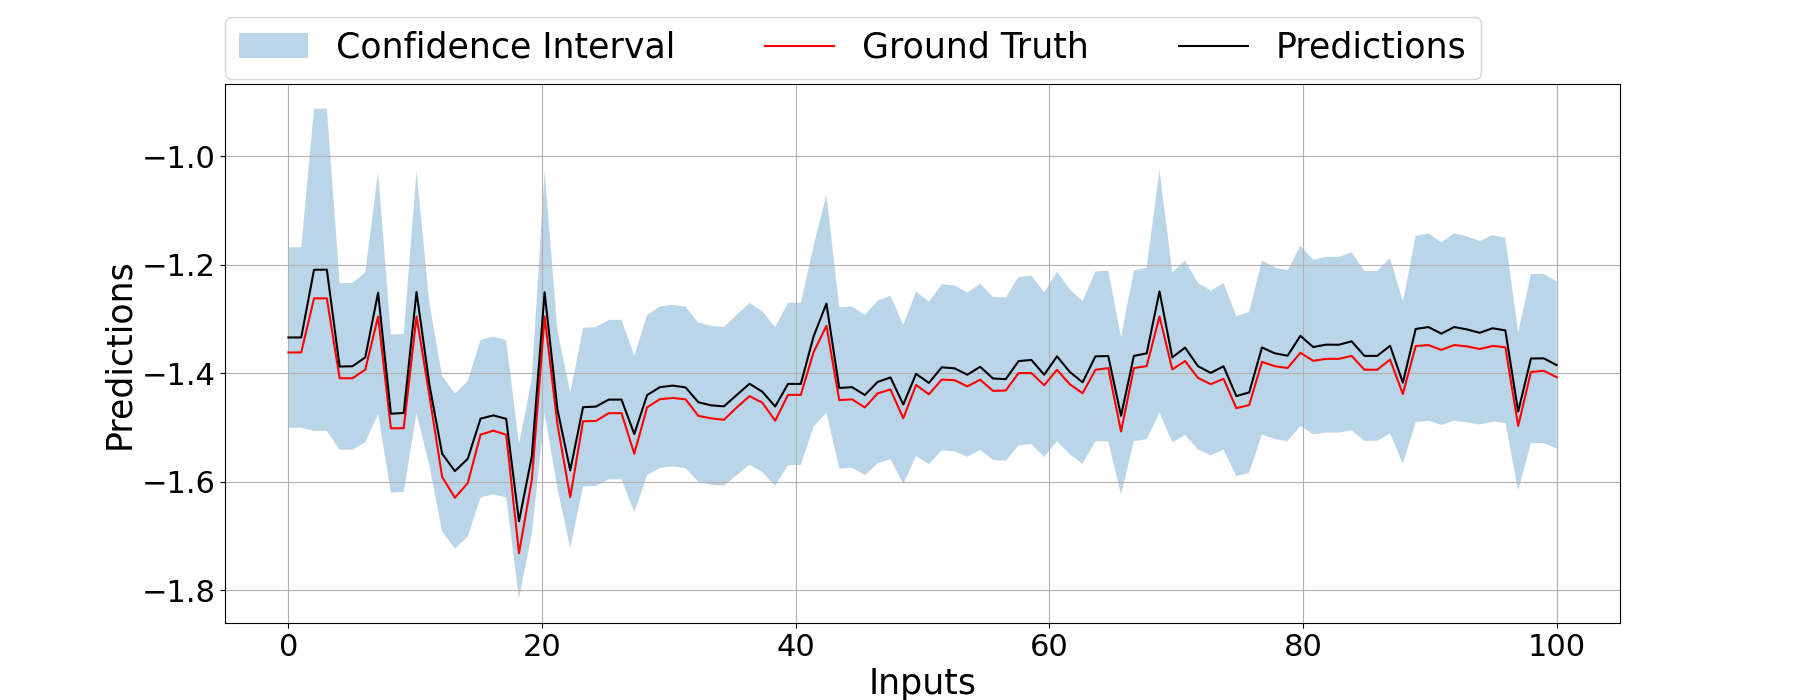 Confidence Interval Ground Truth Predictions
−1.0
−1.2
−1.4
−1.6
−1.8
Predictions
0 20 40 60 80 100
Inputs